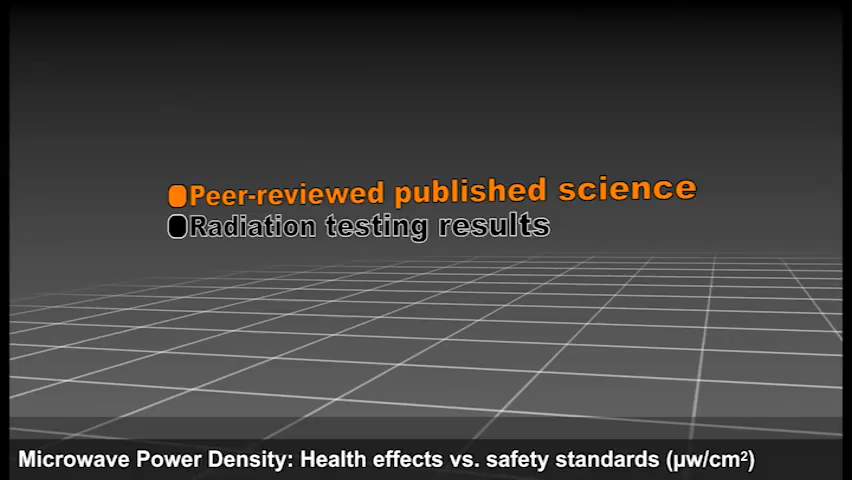 Peer-reviewed published science
Radiation testing results
Microwave Power Density: Health effects vs. safety standards (µw/cm²)